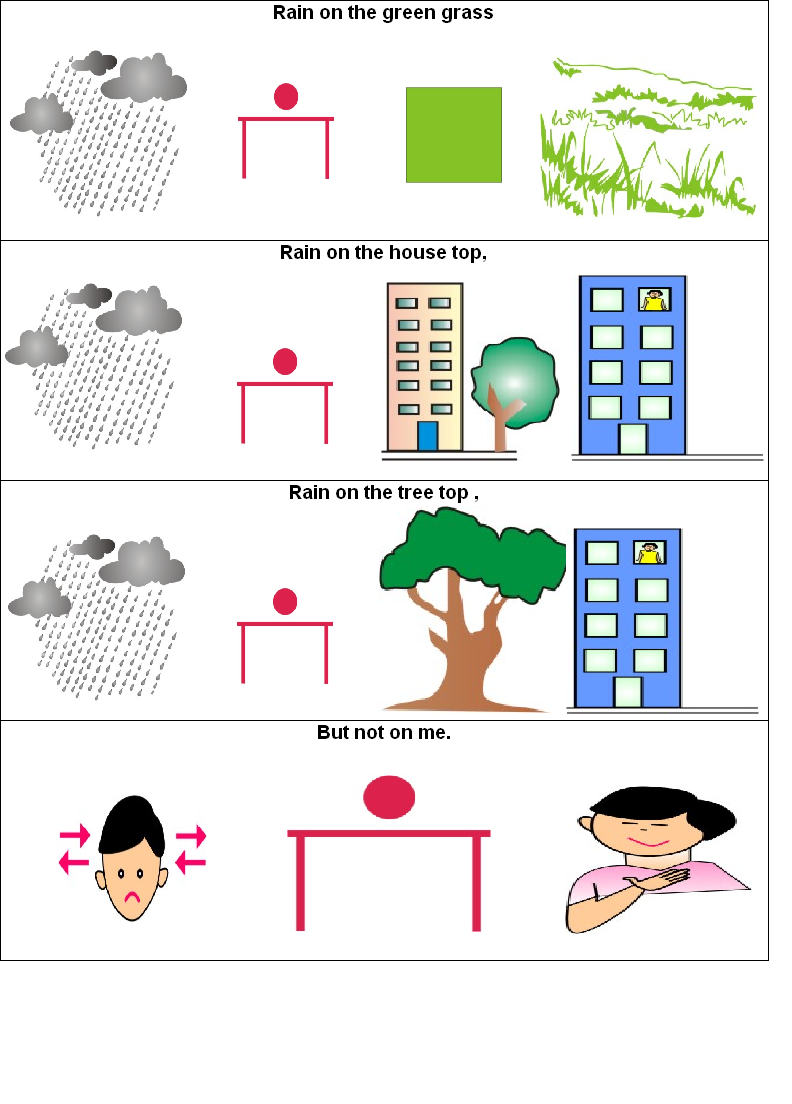 Rain on the green grass
Rain on the house top,
Rain on the tree top ,
But not on me.